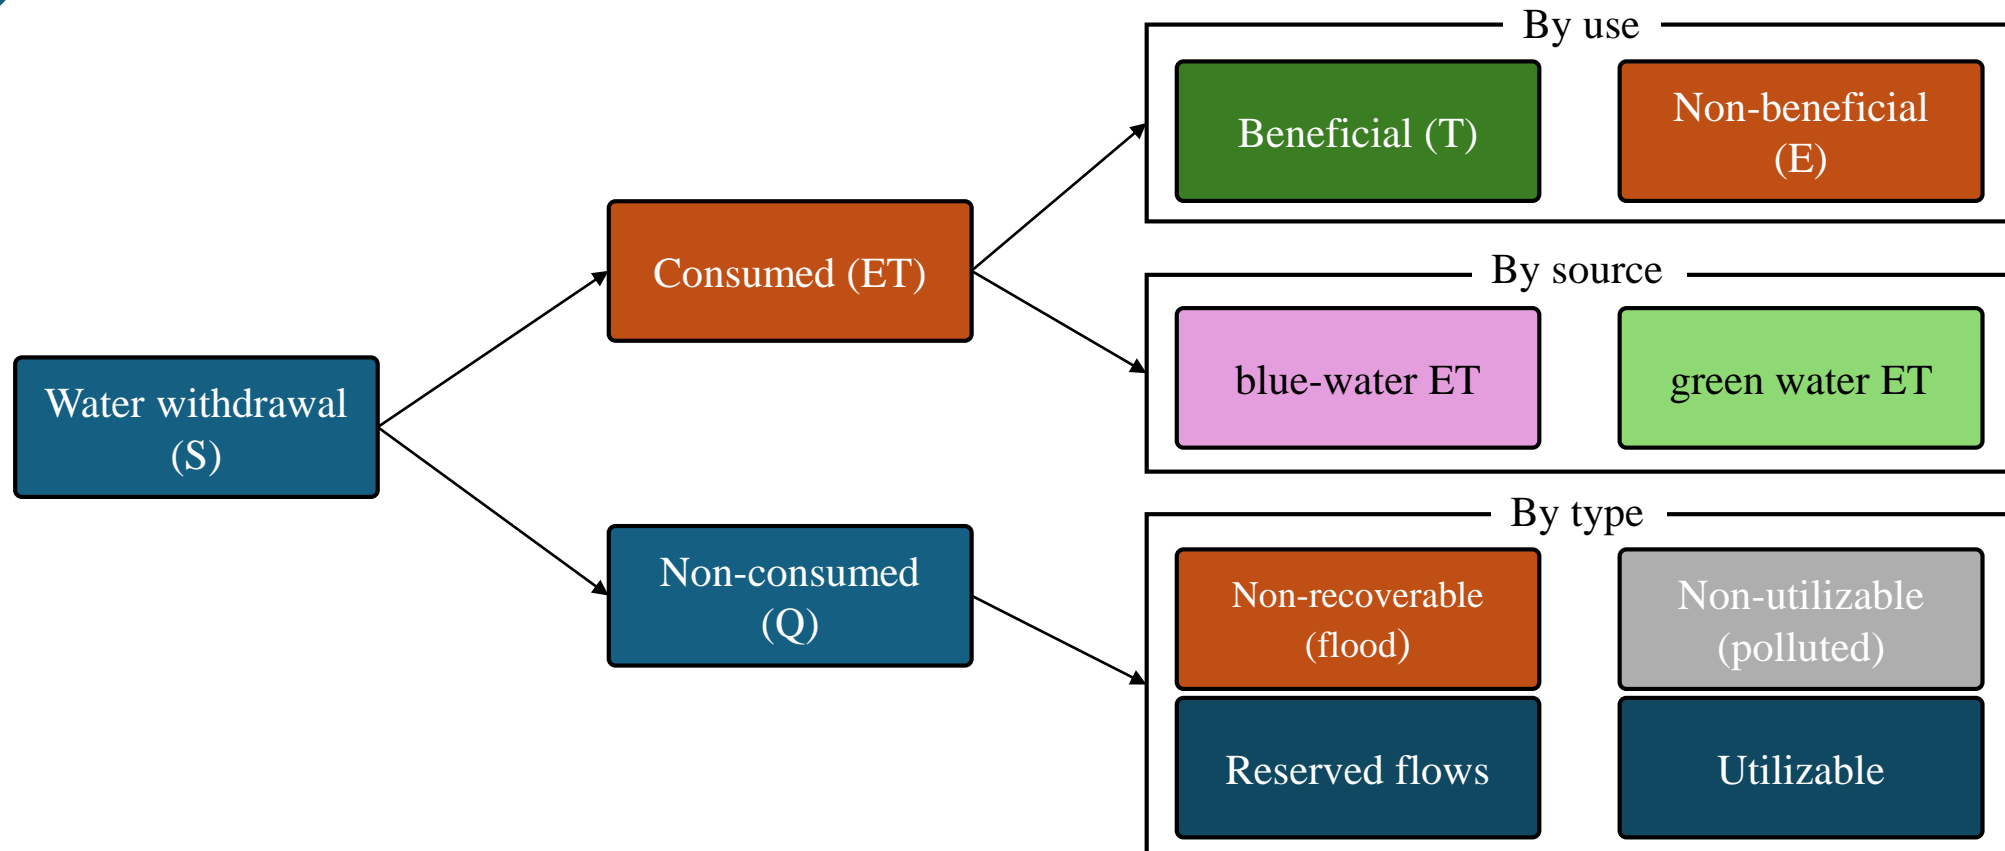 By use
Beneficial (T)
Non-beneficial
(E)
Consumed (ET)
By source
blue-water ET
green water ET
Water withdrawal
(S)
By type
Non-consumed
(Q)
Non-recoverable
(flood)
Non-utilizable
(polluted)
Reserved flows
Utilizable